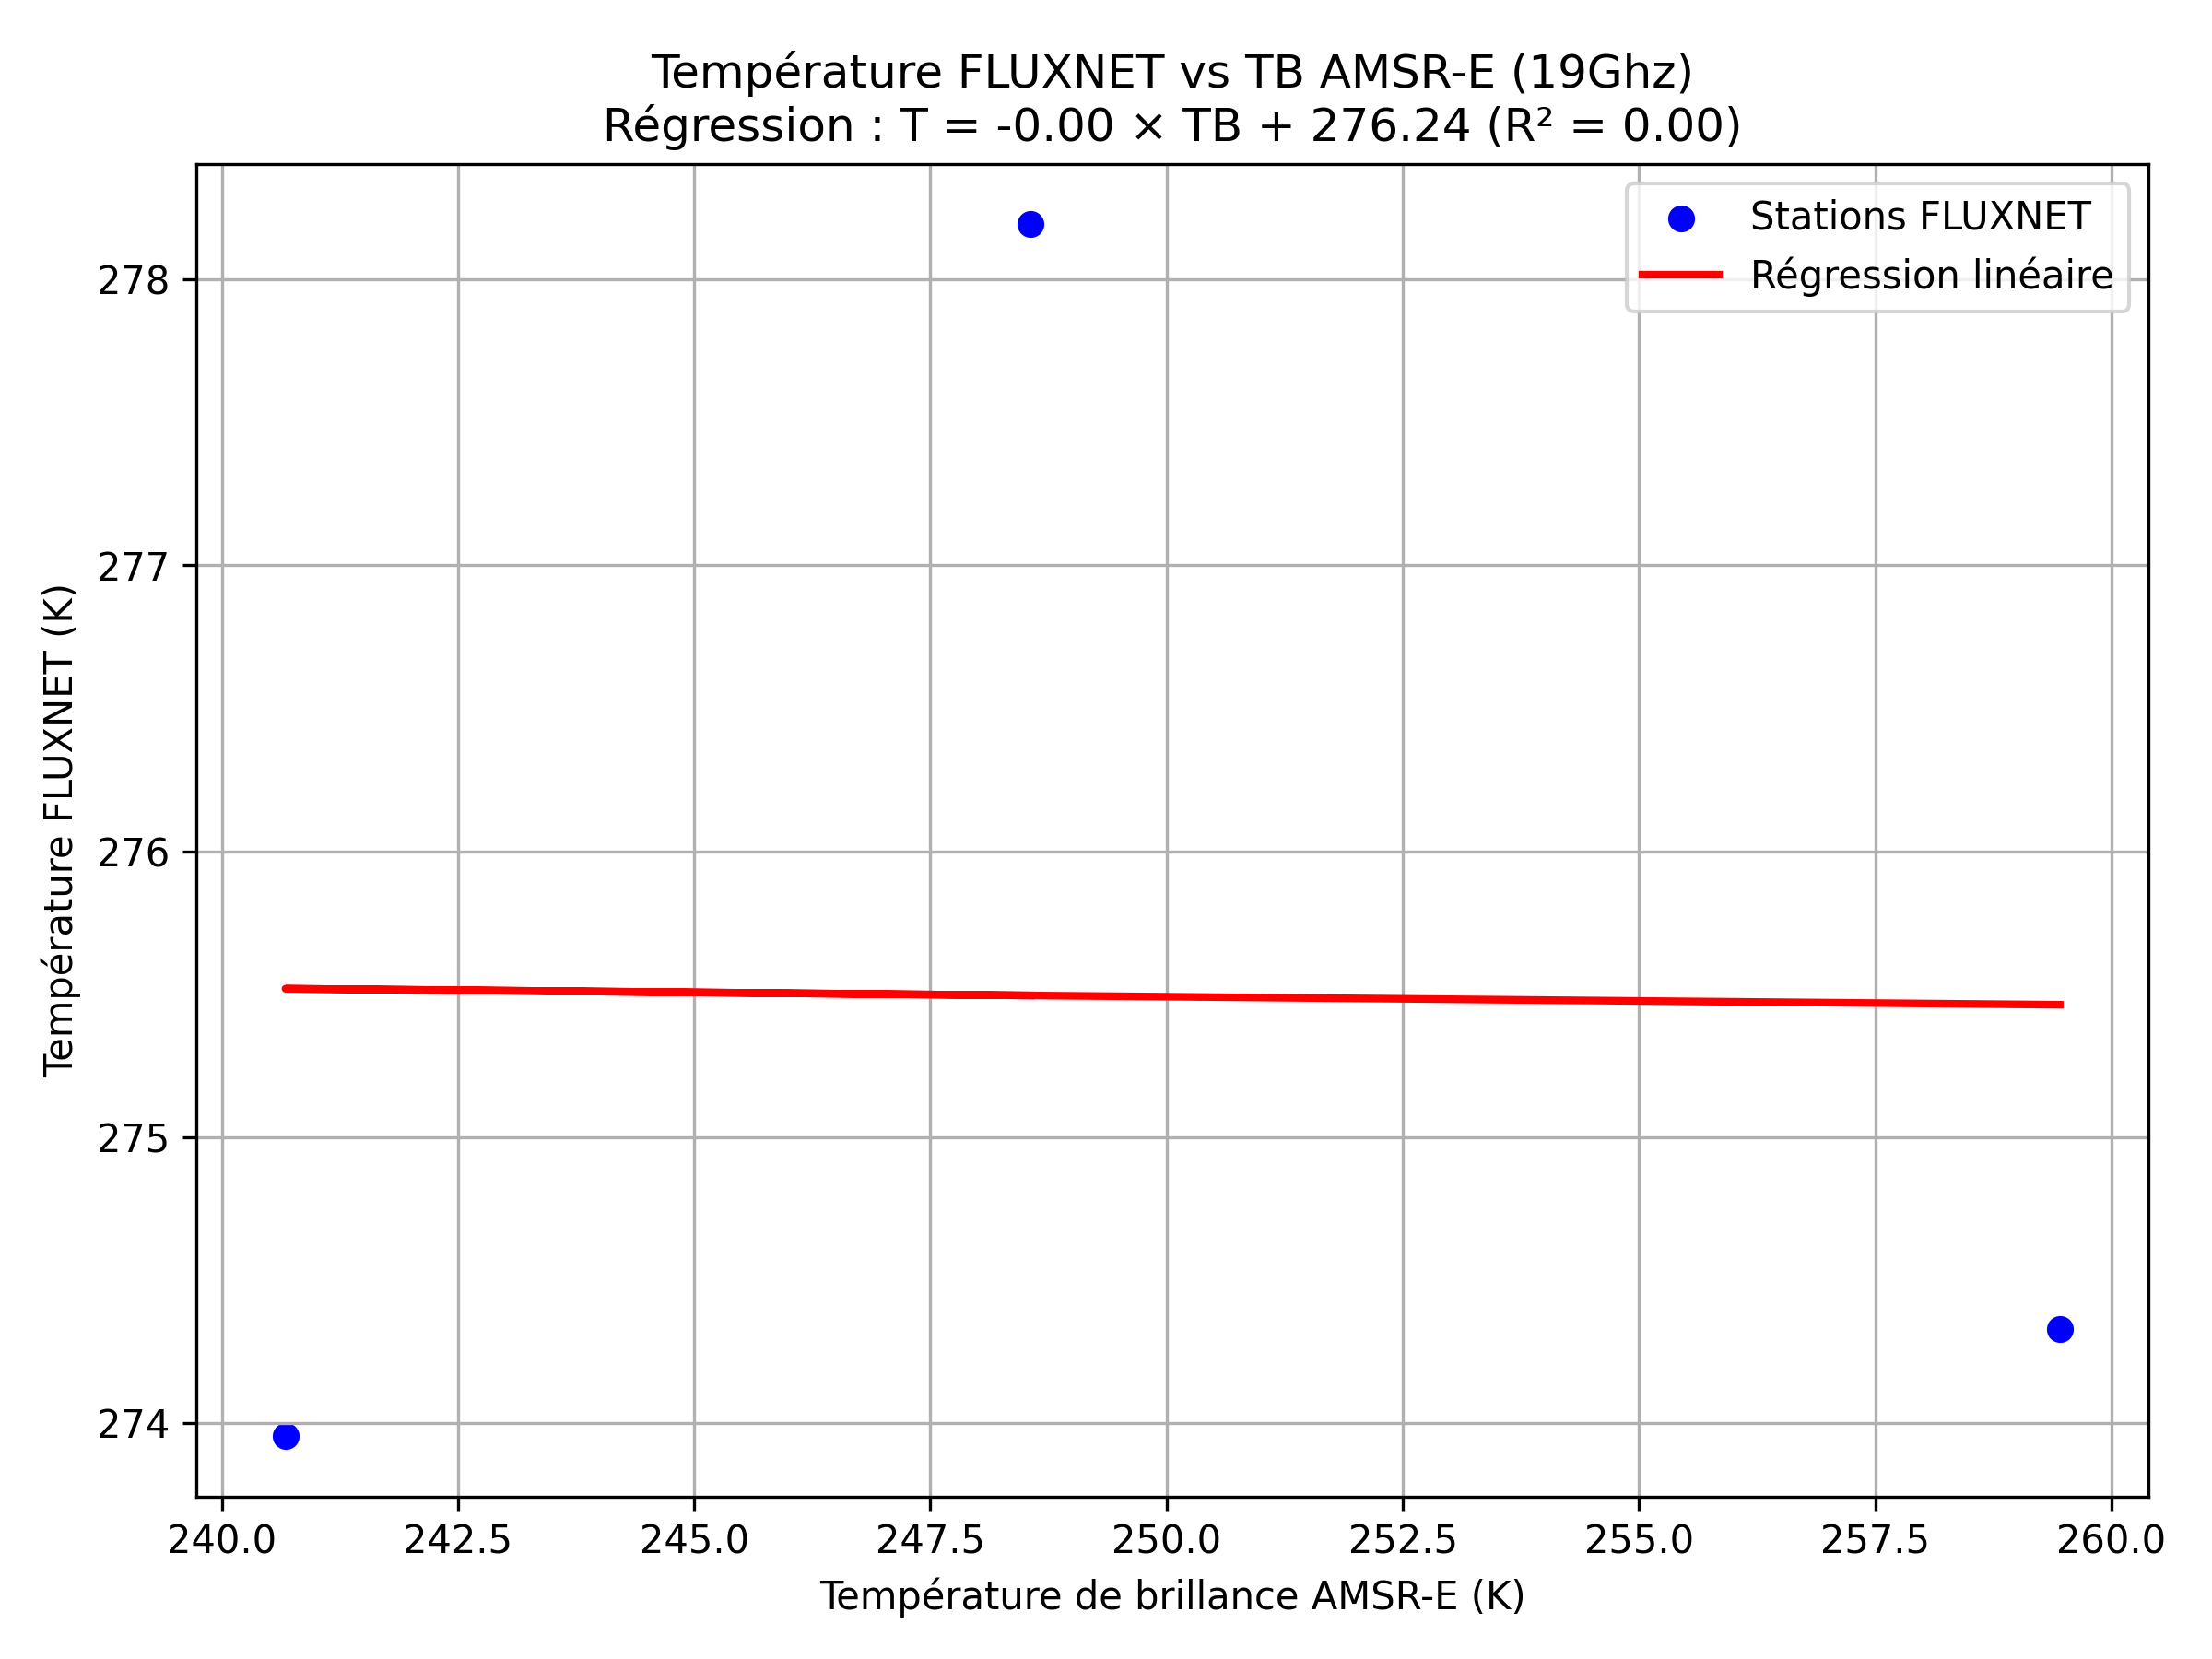 Température FLUXNET vs TB AMSR-E (19Ghz)
Régression : T = -0.00 × TB + 276.24 (R² = 0.00)
Stations FLUXNET
Régression linéaire
278
277
276
275
274
Température FLUXNET (K)
240.0 242.5 245.0 247.5 250.0 252.5 255.0 257.5 260.0
Température de brillance AMSR-E (K)